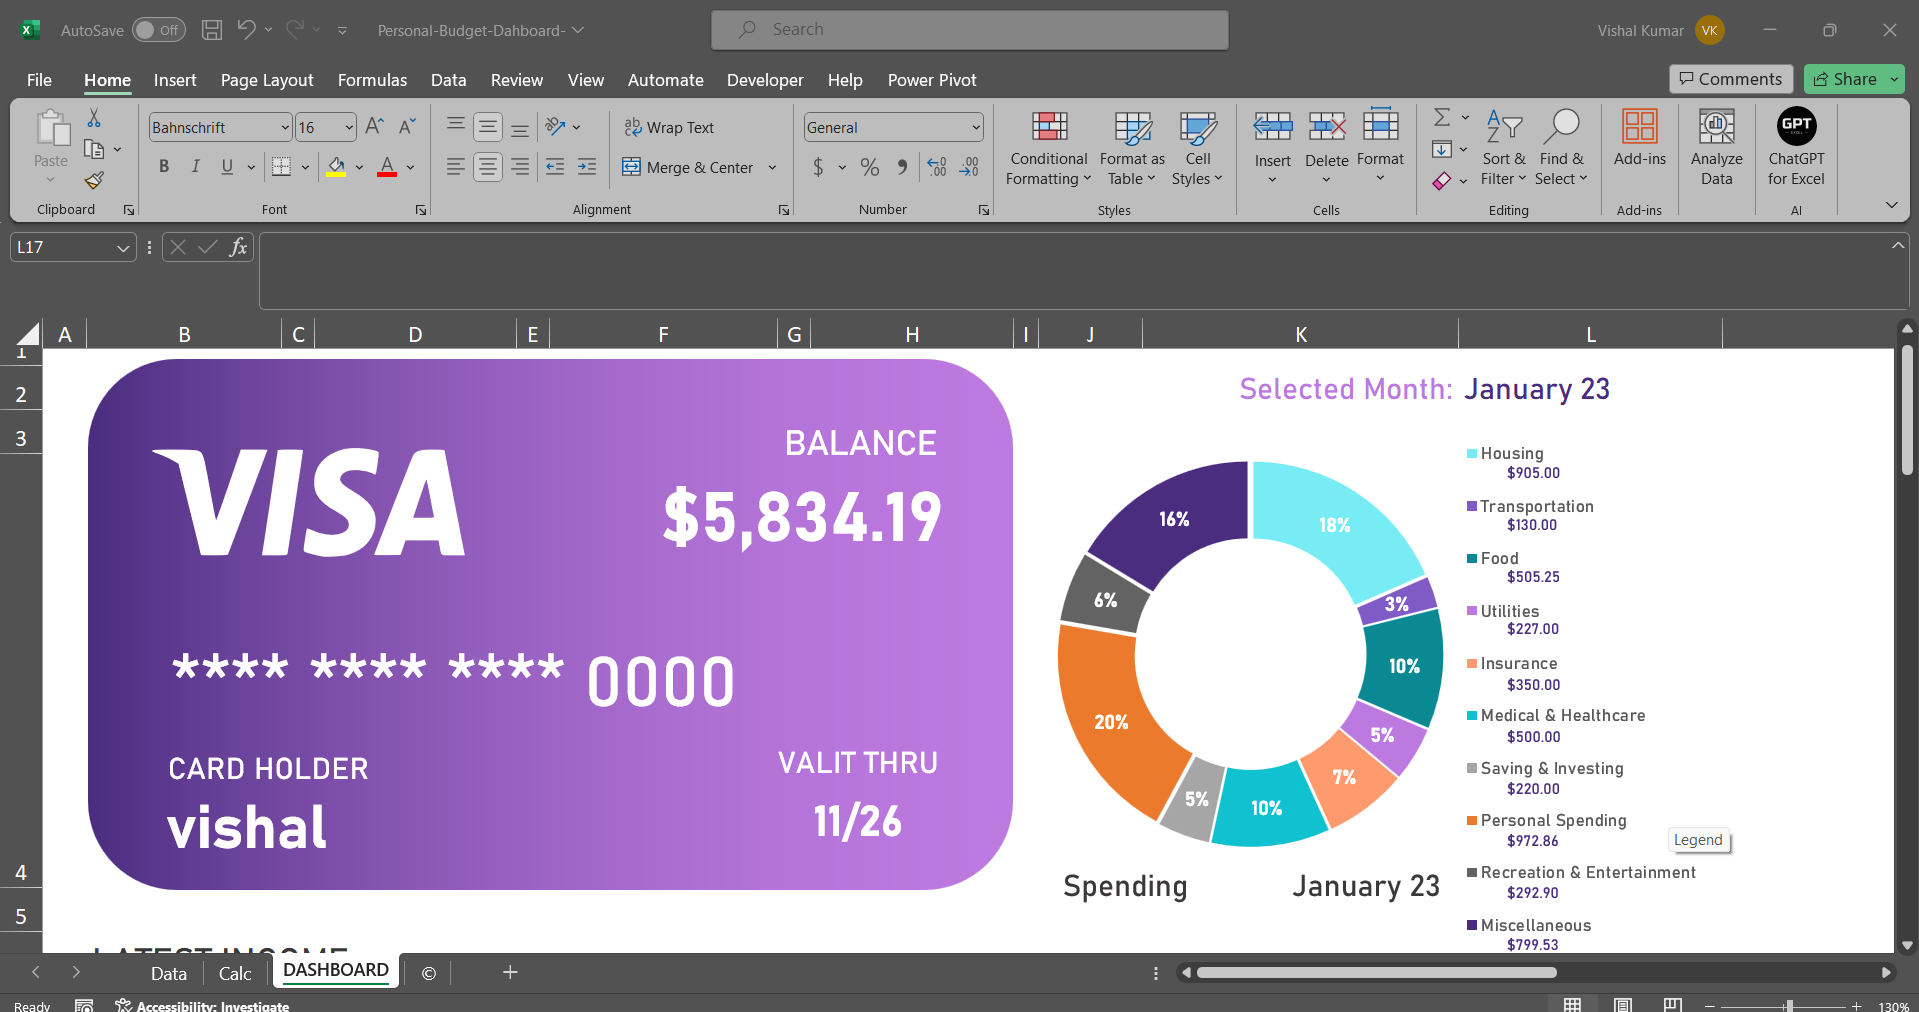 AutoSave Off Personal-Budget-Dahboard- Search Vishal Kumar VK
File Home Insert Page Layout Formulas Data Review View Automate Developer Help Power Pivot Comments Share
Paste
Clipboard
Bahnschrift 16
B I U A
Font
Wrap Text
Merge & Center
Alignment
General
$ % 9 .00
Number
Conditional Formatting
Format as Table
Cell Styles
Styles
Insert Delete Format
Cells
Sort & Filter
Find & Select
Editing
Add-ins
Add-ins
Analyze Data
GPT
ChatGPT for Excel
AI
L17 fx
A B C D E F G H I J K L
1
2
3
4
5
VISA
BALANCE
$5,834.19
**** **** **** 0000
CARD HOLDER
vishal
VALIT THRU
11/26
Selected Month: January 23
18%
3%
10%
5%
7%
10%
5%
20%
6%
16%
Spending January 23
Housing
$905.00
Transportation
$130.00
Food
$505.25
Utilities
$227.00
Insurance
$350.00
Medical & Healthcare
$500.00
Saving & Investing
$220.00
Personal Spending
$972.86
Legend
Recreation & Entertainment
$292.90
Miscellaneous
$799.53
LATEST INCOME
Data Calc DASHBOARD ©
Ready Accessibility: Investigate 130%